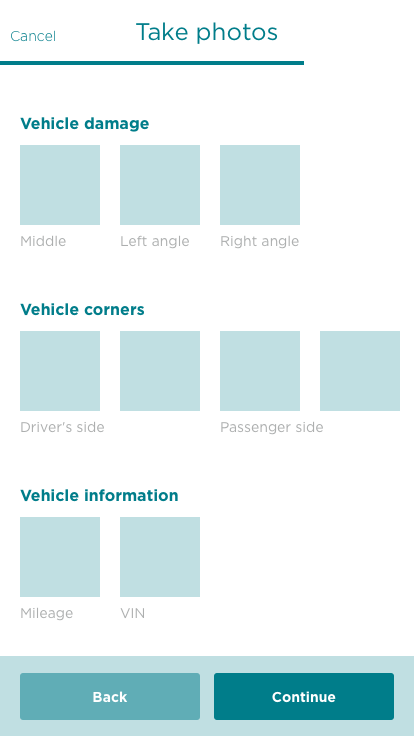 Cancel
Take photos
Vehicle damage
Middle
Left angle
Right angle
Vehicle corners
Driver's side
Passenger side
Vehicle information
Mileage
VIN
Back
Continue